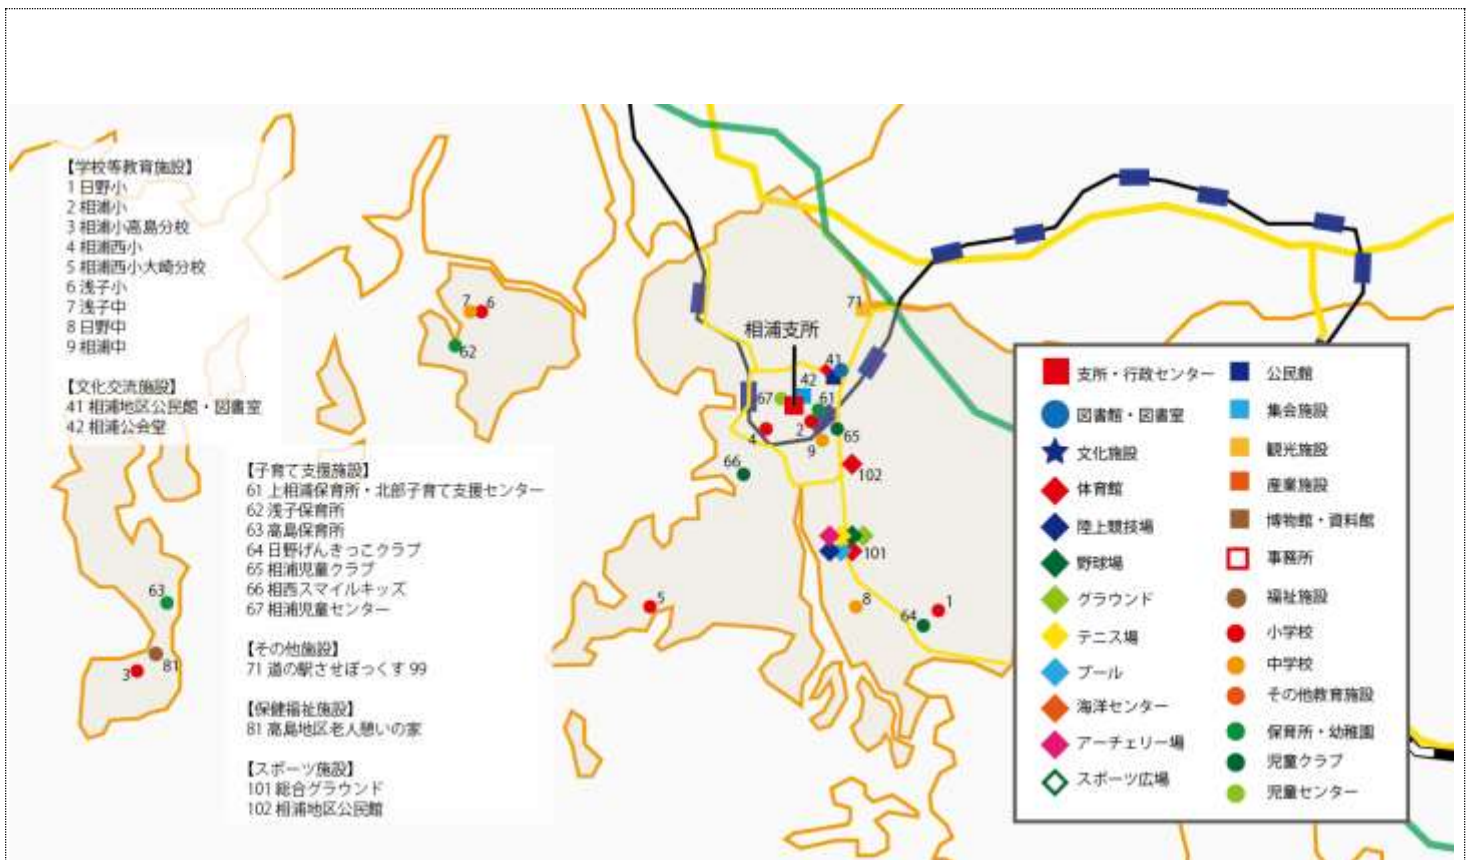 【学校等教育施設】
1 日野小
2 相浦小
3 相浦小高島分校
4 相浦西小
5 相浦西小大崎分校
6 浅子小
7 浅子中
8 日野中
9 相浦中
【文化交流施設】
41 相浦地区公民館・図書室
42 相浦公会堂
【子育て支援施設】
61 上相浦保育所・北部子育て支援センター
62 浅子保育所
63 高島保育所
64 日野げんきっこクラブ
65 相浦児童クラブ
66 相西スマイルキッズ
67 相浦児童センター
【その他施設】
71 道の駅させぼっくす 99
【保健福祉施設】
81 高島地区老人憩いの家
【スポーツ施設】
101 総合グラウンド
102 相浦地区公民館
7
6
62
63
81
3
71
相浦支所
41
42
67
61
2
4
9
65
66
102
101
5
8
64
1
支所・行政センター
図書館・図書室
文化施設
体育館
陸上競技場
野球場
グラウンド
テニス場
プール
海洋センター
アーチェリー場
スポーツ広場
公民館
集会施設
観光施設
産業施設
博物館・資料館
事務所
福祉施設
小学校
中学校
その他教育施設
保育所・幼稚園
児童クラブ
児童センター